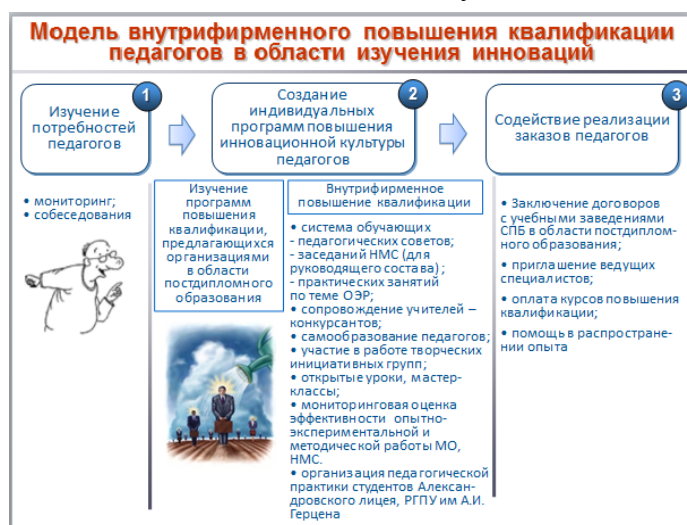 Модель внутрифирменного повышения квалификации
педагогов в области изучения инноваций
1
Изучение
потребностей
педагогов
2
Создание
индивидуальных
программ повышения
инновационной культуры
педагогов
3
Содействие реализации
заказов педагогов
• мониторинг;
• собеседования
Изучение
программ
повышения
квалификации,
предлагающихся
организациями
в области
постдипломного
образования
Внутрифирменное
повышение квалификации
• система обучающих
- педагогических советов;
- заседаний НМС (для
руководящего состава) ;
- практических занятий
по теме ОЭР;
• сопровождение учителей –
конкурсантов;
• самообразование педагогов;
• участие в работе творческих
инициативных групп;
• открытые уроки, мастер-
классы;
• мониторинговая оценка
эффективности опытно-
экспериментальной и
методической работы МО,
НМС.
• организация педагогической
практики студентов Алексан-
дровского лицея, РГПУ им А.И.
Герцена
• Заключение договоров
с учебными заведениями
СПБ в области постдиплом-
ного образования;
• приглашение ведущих
специалистов;
• оплата курсов повышения
квалификации;
• помощь в распростране-
нии опыта